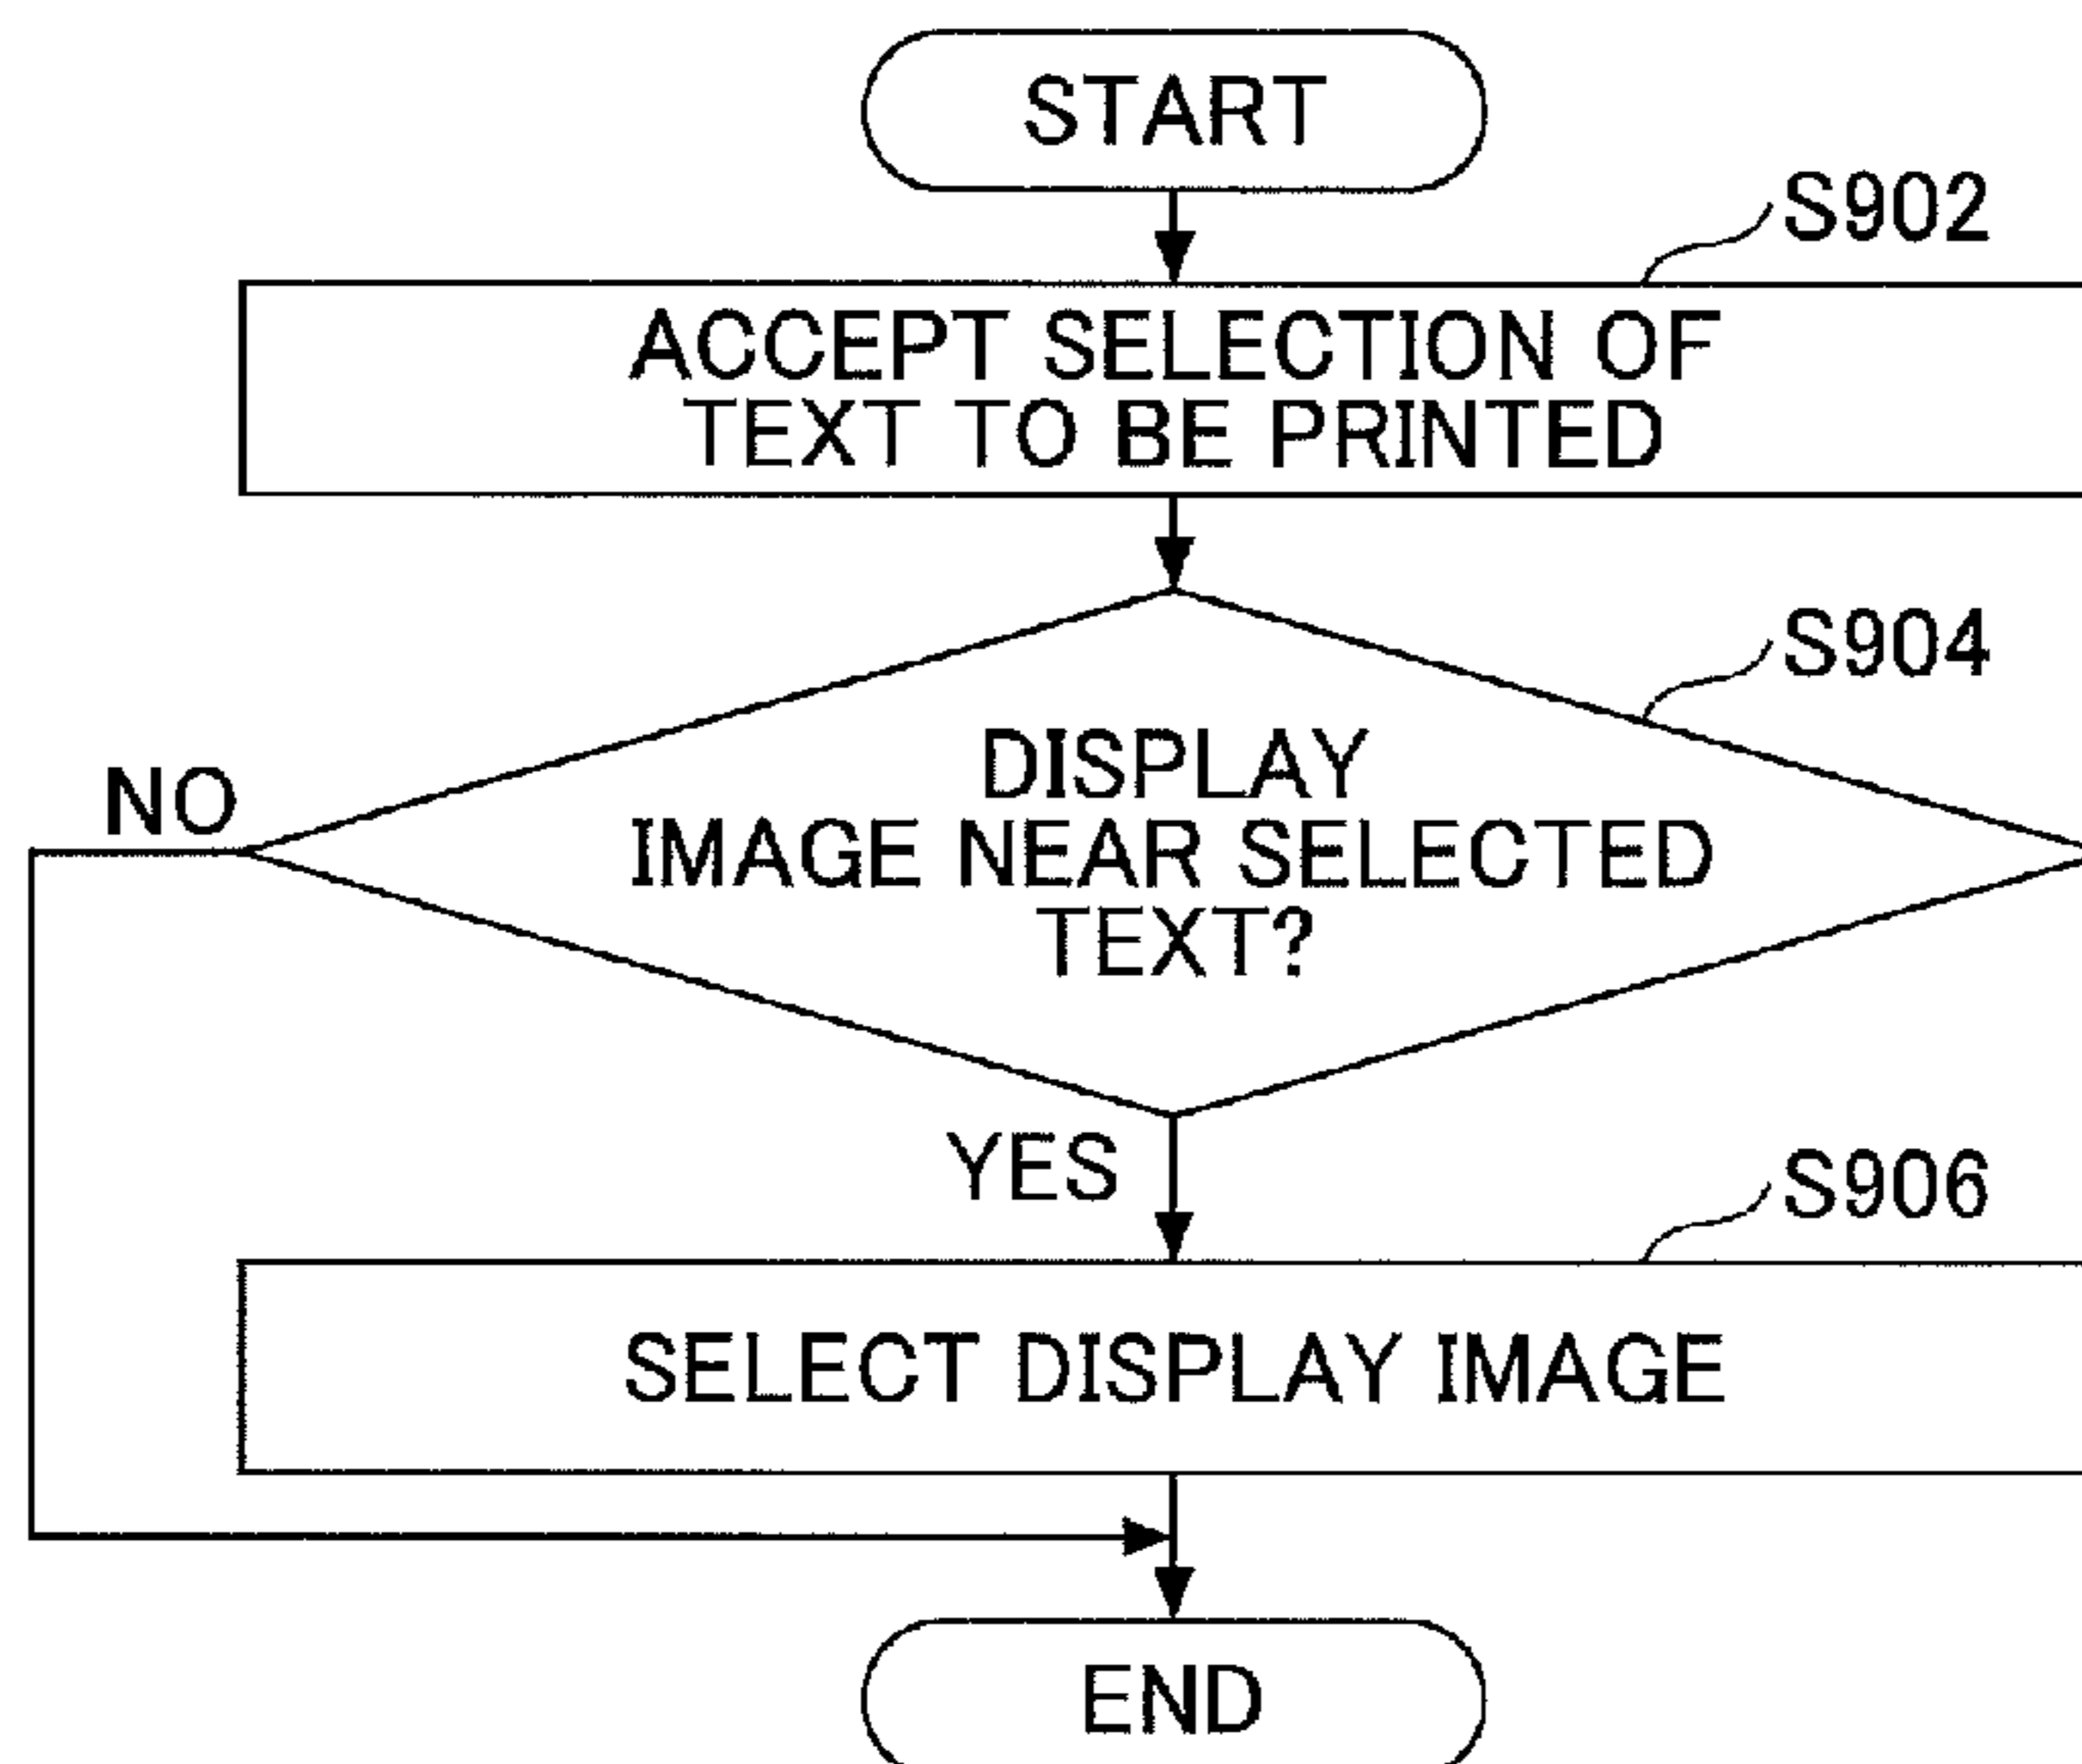 START
S902
ACCEPT SELECTION OF
TEXT TO BE PRINTED
S904
DISPLAY
IMAGE NEAR SELECTED
TEXT?
NO
YES
S906
SELECT DISPLAY IMAGE
END